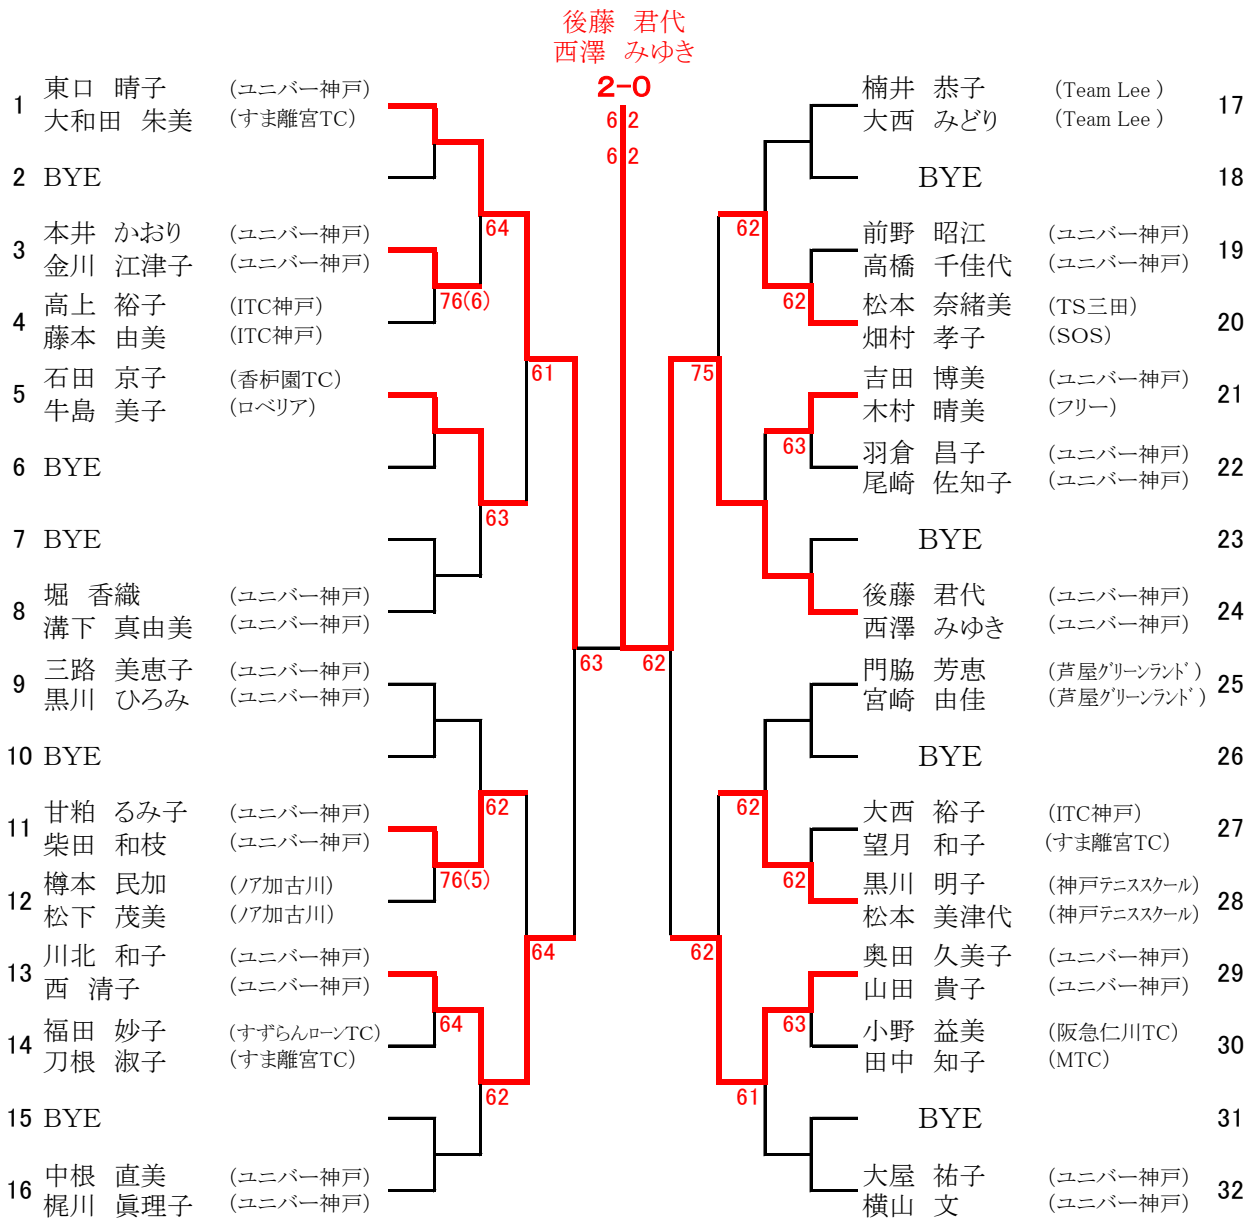 後藤 君代
西澤 みゆき
2-0
6 2
6 2
1 東口 晴子 (ユニバー神戸)
大和田 朱美 (すま離宮TC)
2 BYE
64
3 本井 かおり (ユニバー神戸)
金川 江津子 (ユニバー神戸)
76(6)
4 高上 裕子 (ITC神戸)
藤本 由美 (ITC神戸)
61
5 石田 京子 (香枦園TC)
牛島 美子 (ロベリア)
6 BYE
63
7 BYE
8 堀 香織 (ユニバー神戸)
溝下 真由美 (ユニバー神戸)
63
9 三路 美恵子 (ユニバー神戸)
黒川 ひろみ (ユニバー神戸)
10 BYE
62
11 甘粕 るみ子 (ユニバー神戸)
柴田 和枝 (ユニバー神戸)
76(5)
12 樽本 民加 (ノア加古川)
松下 茂美 (ノア加古川)
64
13 川北 和子 (ユニバー神戸)
西 清子 (ユニバー神戸)
64
14 福田 妙子 (すずらんローンTC)
刀根 淑子 (すま離宮TC)
62
15 BYE
16 中根 直美 (ユニバー神戸)
梶川 眞理子 (ユニバー神戸)
楠井 恭子 (Team Lee ) 17
大西 みどり (Team Lee )
BYE 18
62
前野 昭江 (ユニバー神戸) 19
高橋 千佳代 (ユニバー神戸)
62
松本 奈緒美 (TS三田) 20
畑村 孝子 (SOS)
75
吉田 博美 (ユニバー神戸) 21
木村 晴美 (フリー)
63
羽倉 昌子 (ユニバー神戸) 22
尾崎 佐知子 (ユニバー神戸)
BYE 23
後藤 君代 (ユニバー神戸) 24
西澤 みゆき (ユニバー神戸)
62
門脇 芳恵 (芦屋グリーンランド) 25
宮崎 由佳 (芦屋グリーンランド)
BYE 26
62
大西 裕子 (ITC神戸) 27
望月 和子 (すま離宮TC)
62
黒川 明子 (神戸テニススクール) 28
松本 美津代 (神戸テニススクール)
62
奥田 久美子 (ユニバー神戸) 29
山田 貴子 (ユニバー神戸)
63
小野 益美 (阪急仁川TC) 30
田中 知子 (MTC)
61
BYE 31
大屋 祐子 (ユニバー神戸) 32
横山 文 (ユニバー神戸)